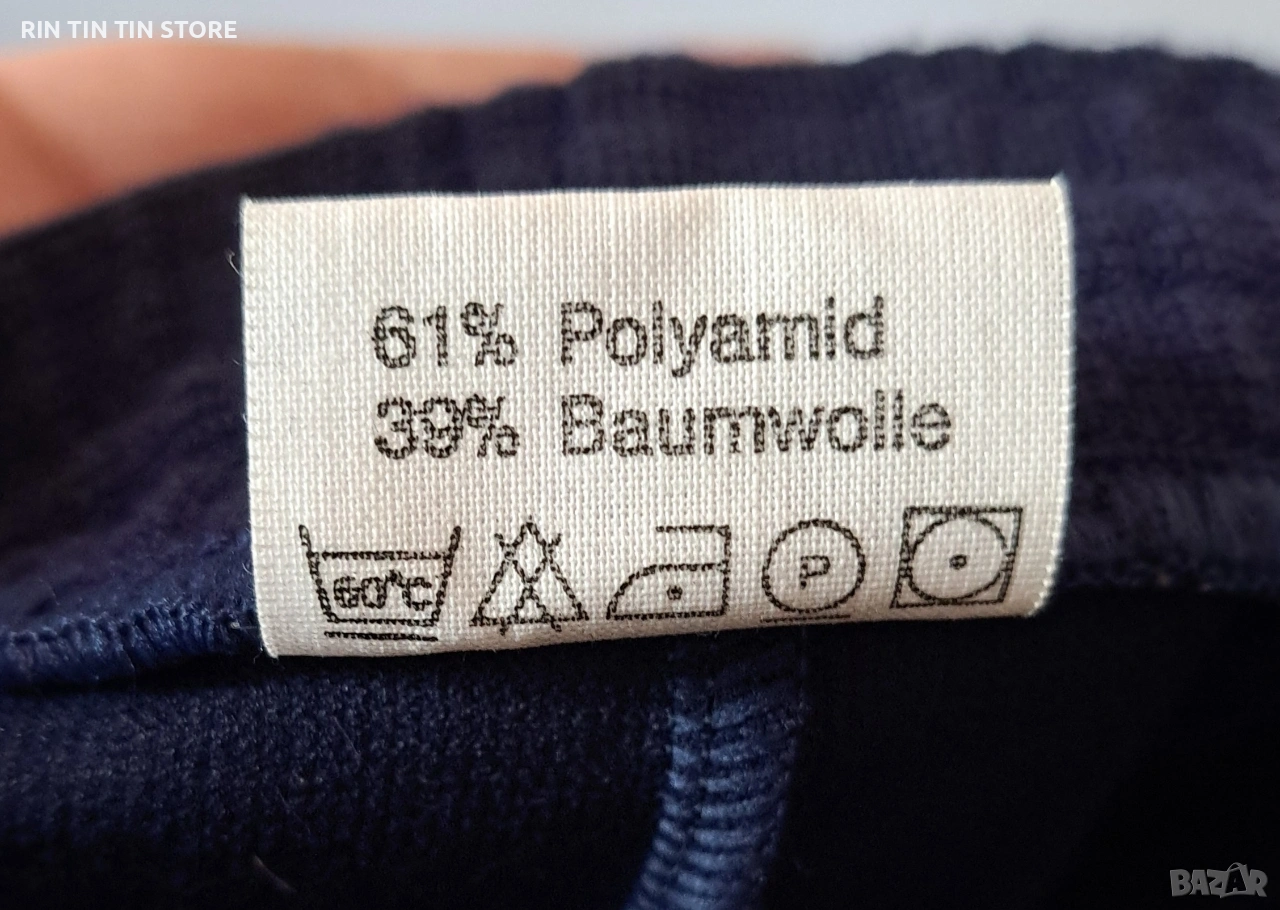 RIN TIN TIN STORE
61% Polyamid
39% Baumwolle
60°C
P
BAZAR